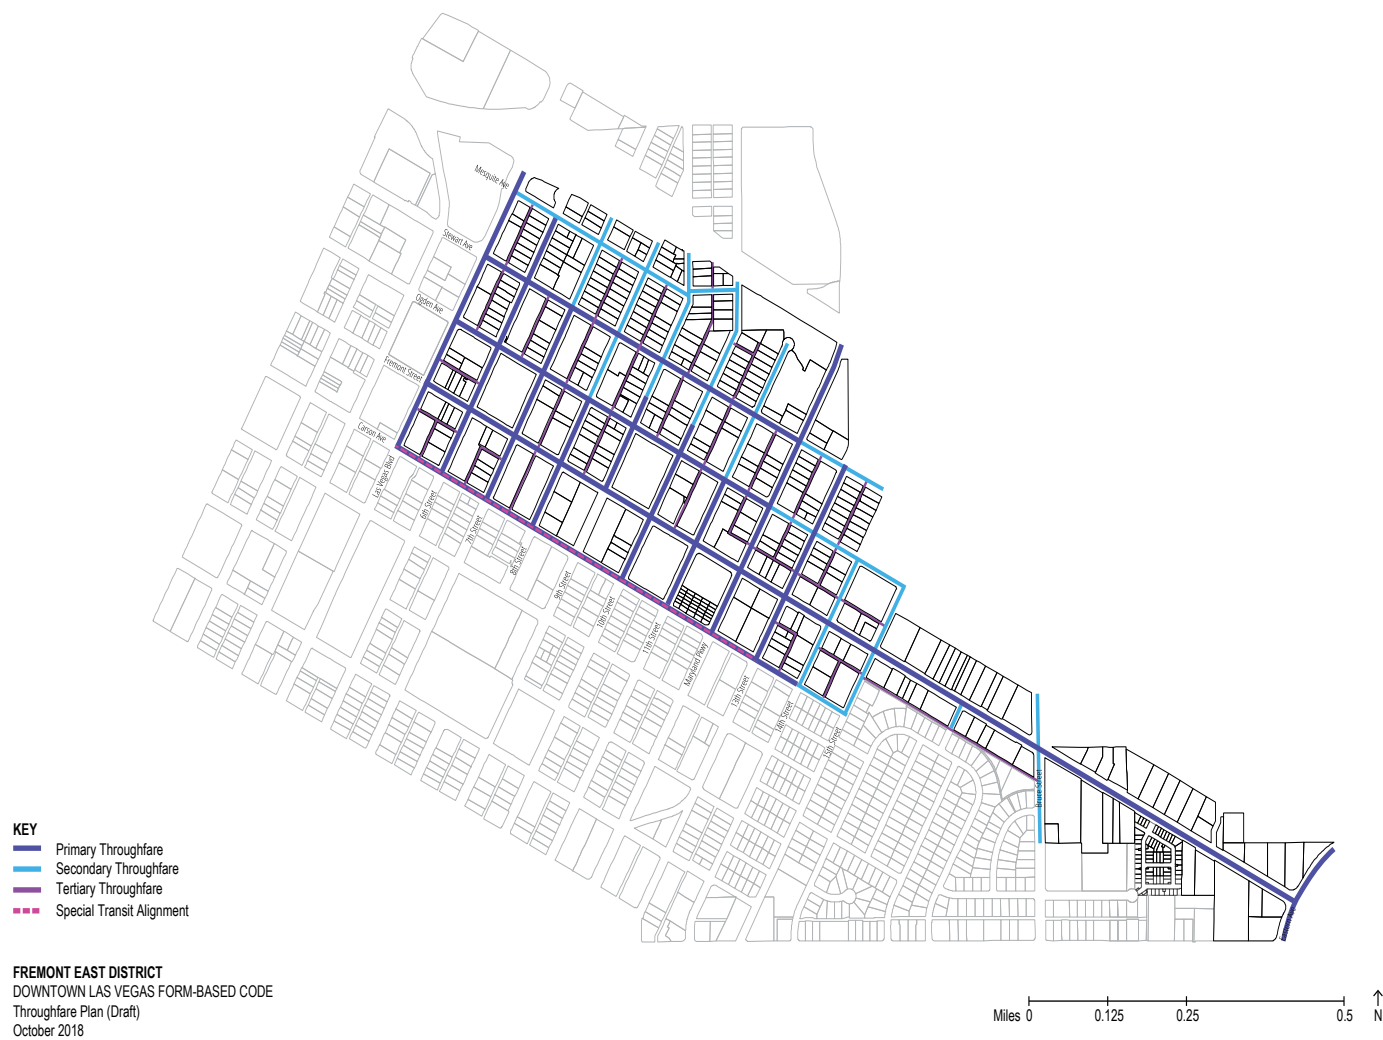 Mesquite Ave
Stewart Ave
Ogden Ave
Fremont Street
Carson Ave
Las Vegas Blvd
6th Street
7th Street
8th Street
9th Street
10th Street
11th Street
Maryland Pkwy
13th Street
14th Street
15th Street
Bruce Street
KEY
Primary Throughfare
Secondary Throughfare
Tertiary Throughfare
Special Transit Alignment
FREMONT EAST DISTRICT
DOWNTOWN LAS VEGAS FORM-BASED CODE
Throughfare Plan (Draft)
October 2018
Miles 0 0.125 0.25 0.5 N